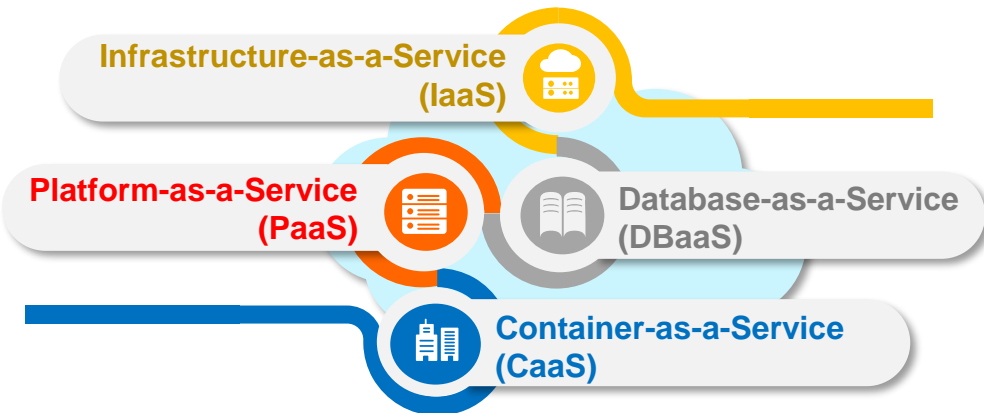 Infrastructure-as-a-Service
(IaaS)
Platform-as-a-Service
(PaaS)
Database-as-a-Service
(DBaaS)
Container-as-a-Service
(CaaS)